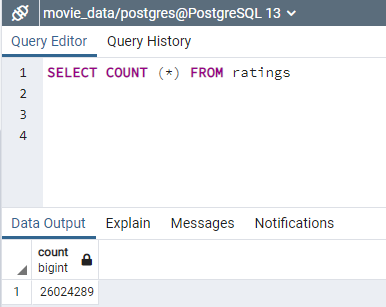 movie_data/postgres@PostgreSQL 13
Query Editor Query History
1 SELECT COUNT (*) FROM ratings
2
3
4
Data Output Explain Messages Notifications
count
bigint
1 26024289